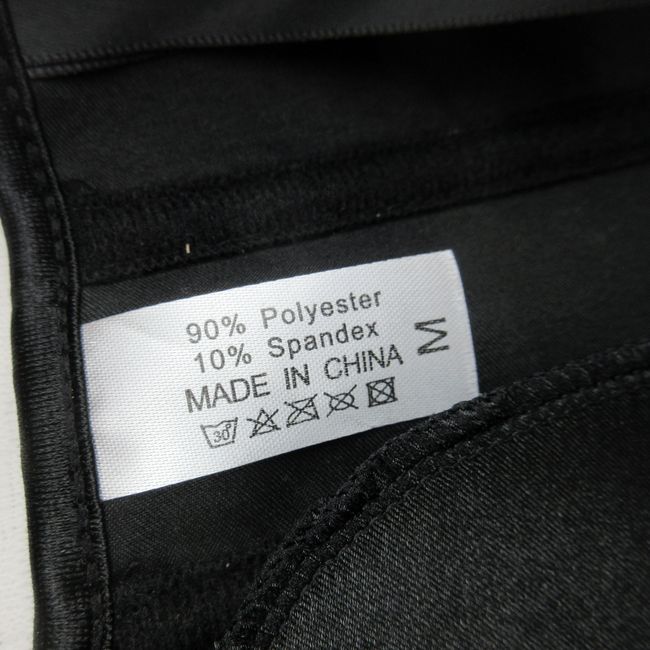 90% Polyester
10% Spandex
MADE IN CHINA
M
30°